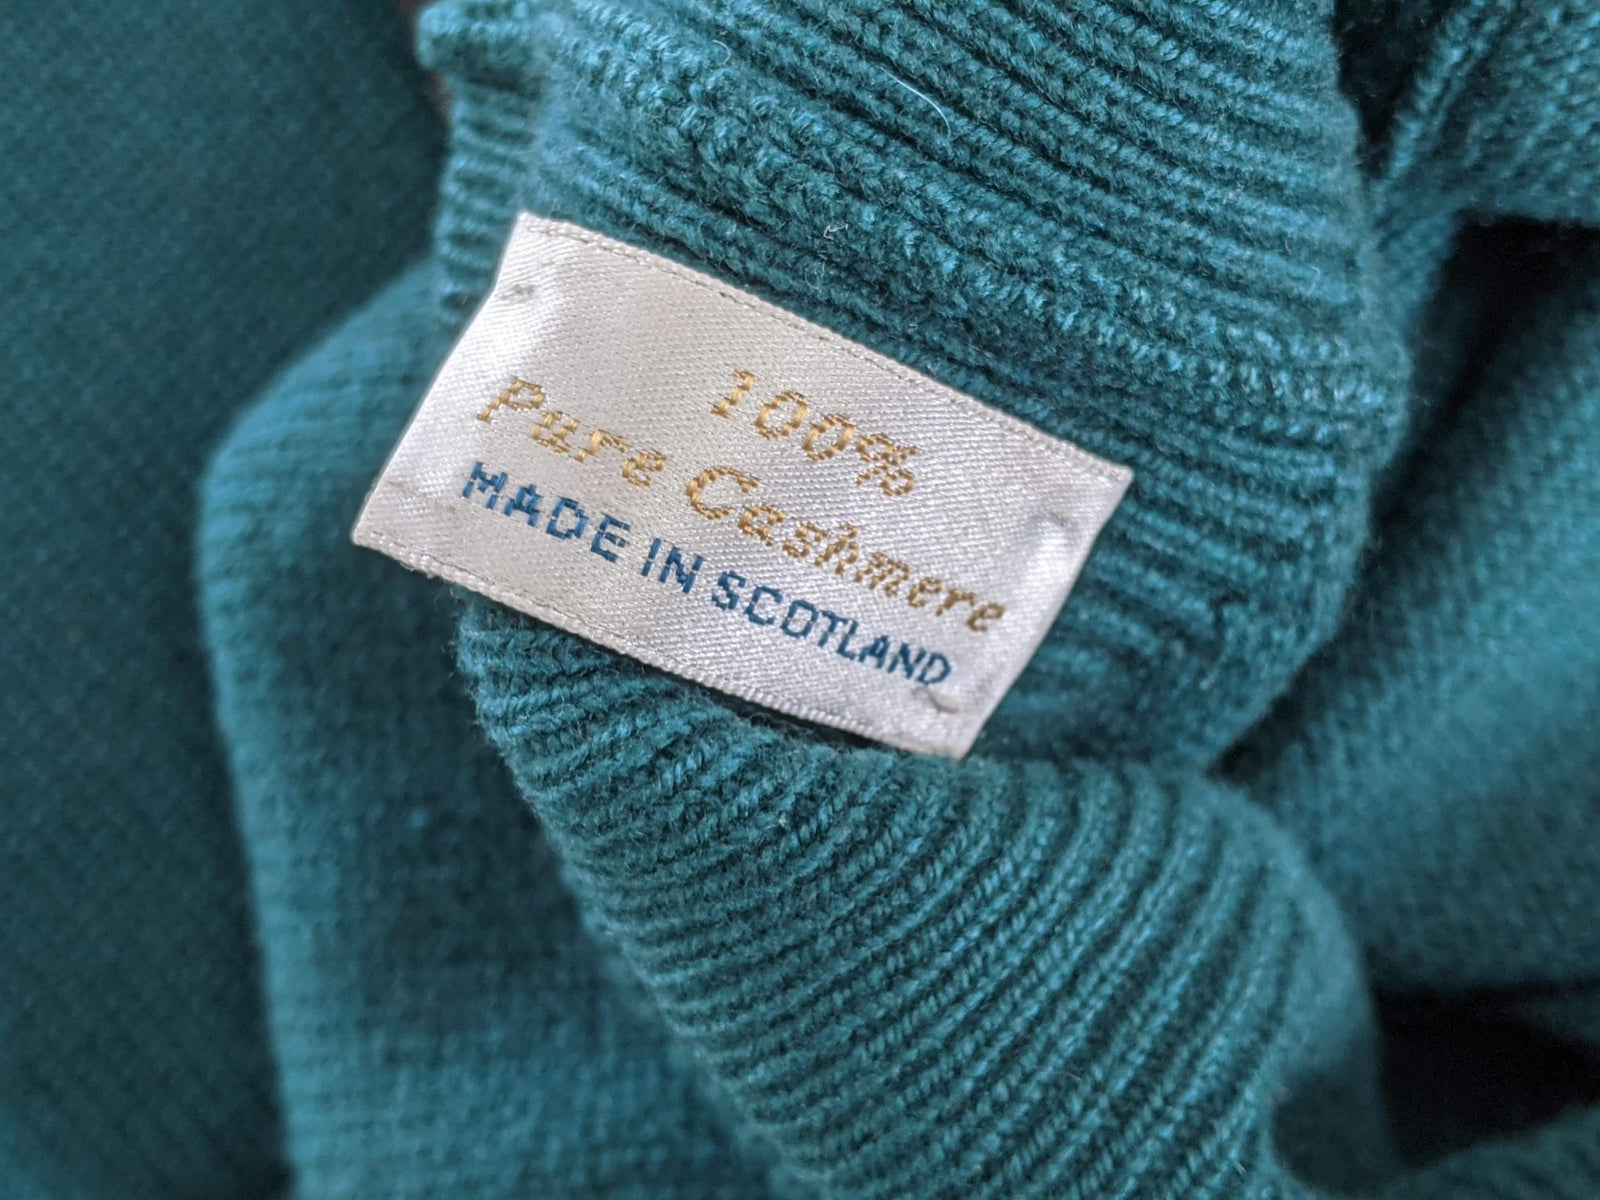 100%
Pure Cashmere
MADE IN SCOTLAND